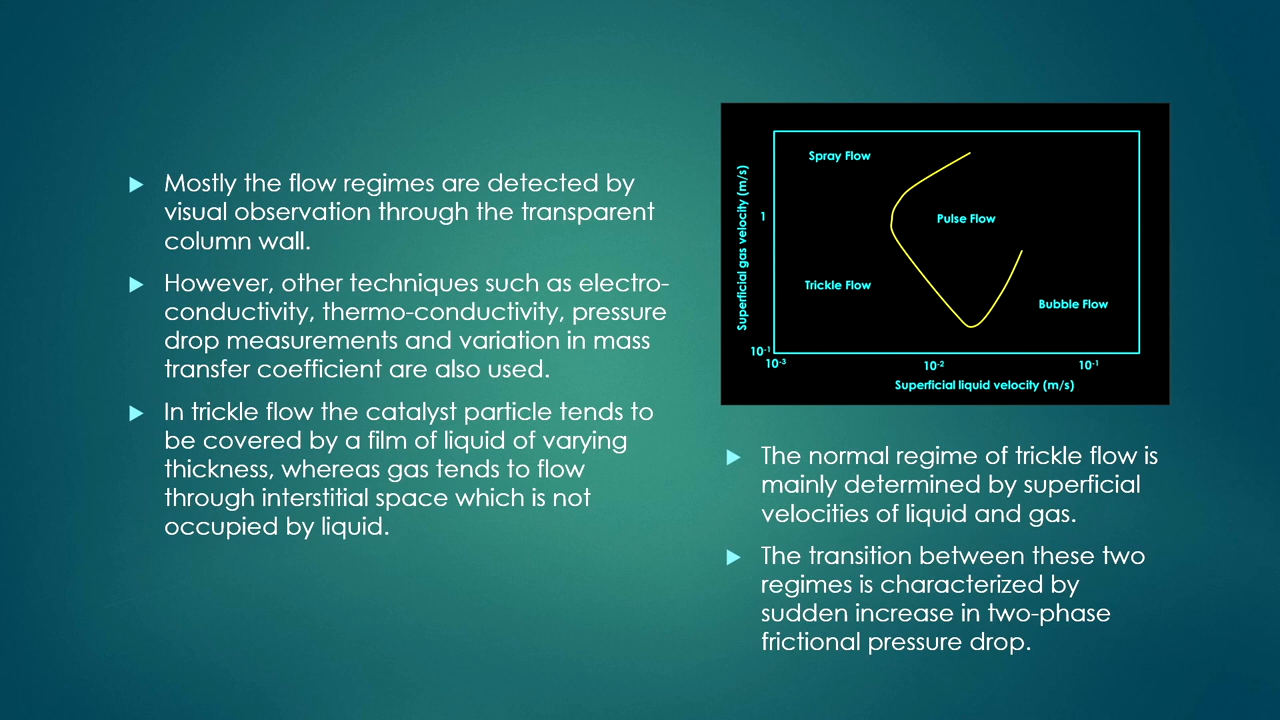 Mostly the flow regimes are detected by
visual observation through the transparent
column wall.
However, other techniques such as electro-
conductivity, thermo-conductivity, pressure
drop measurements and variation in mass
transfer coefficient are also used.
In trickle flow the catalyst particle tends to
be covered by a film of liquid of varying
thickness, whereas gas tends to flow
through interstitial space which is not
occupied by liquid.
Superficial gas velocity (m/s)
Spray Flow
1
Pulse Flow
Trickle Flow
Bubble Flow
10⁻¹
10⁻³
10⁻²
10⁻¹
Superficial liquid velocity (m/s)
The normal regime of trickle flow is
mainly determined by superficial
velocities of liquid and gas.
The transition between these two
regimes is characterized by
sudden increase in two-phase
frictional pressure drop.